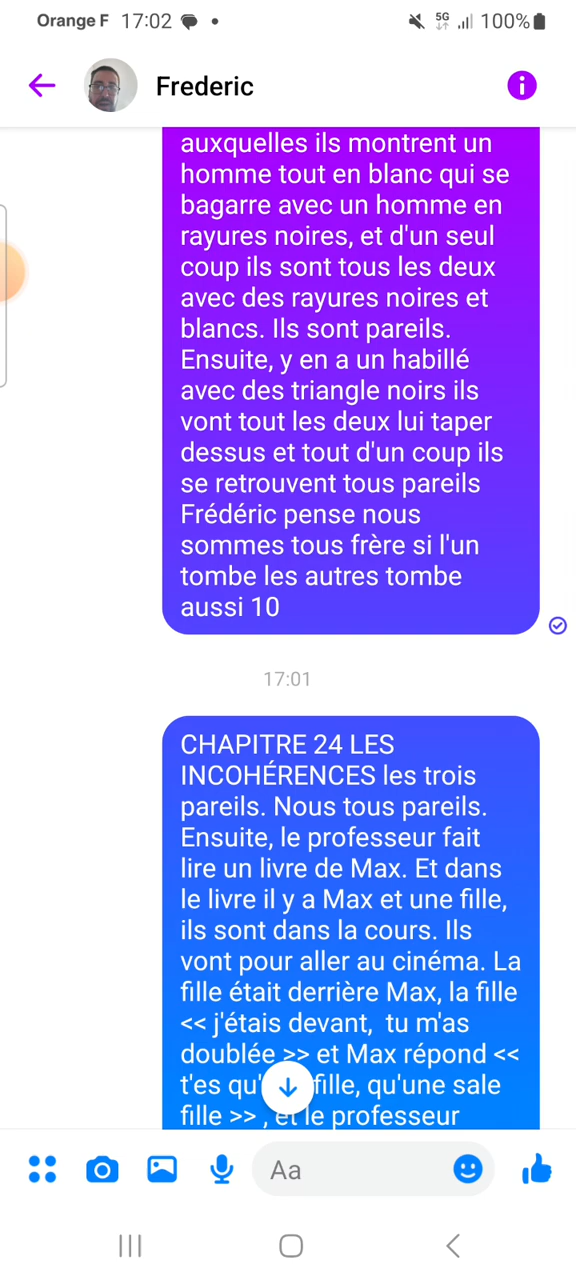 Orange F 17:02 5G 100%
Frederic
auxquelles ils montrent un
homme tout en blanc qui se
bagarre avec un homme en
rayures noires, et d'un seul
coup ils sont tous les deux
avec des rayures noires et
blancs. Ils sont pareils.
Ensuite, y en a un habillé
avec des triangle noirs ils
vont tout les deux lui taper
dessus et tout d'un coup ils
se retrouvent tous pareils
Frédéric pense nous
sommes tous frère si l'un
tombe les autres tombe
aussi 10
17:01
CHAPITRE 24 LES
INCOHÉRENCES les trois
pareils. Nous tous pareils.
Ensuite, le professeur fait
lire un livre de Max. Et dans
le livre il y a Max et une fille,
ils sont dans la cours. Ils
vont pour aller au cinéma. La
fille était derrière Max, la fille
<< j'étais devant, tu m'as
doublée >> et Max répond <<
t'es qu' fille, qu'une sale
fille >> , et le professeur
Aa